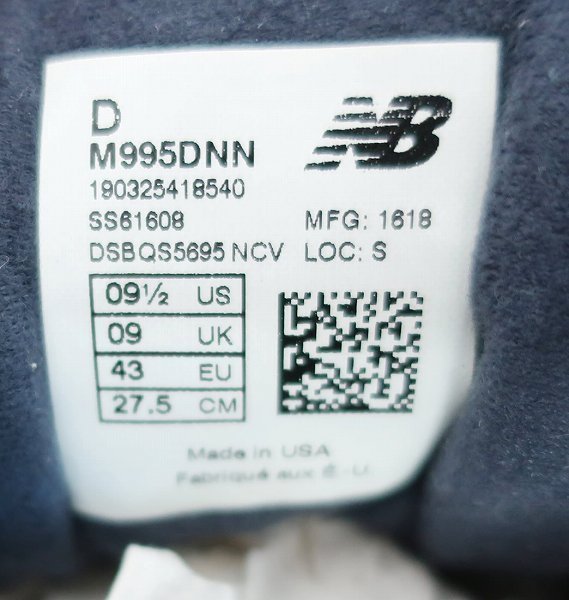 D
M995DNN
NB
190325418540
SS61608 MFG: 1618
DSBQS5695 NCV LOC: S
09½ US
09 UK
43 EU
27.5 CM
Made in USA
Fabriqué aux É.-U.